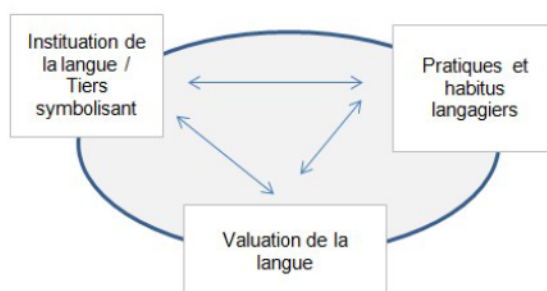 Instituation de
la langue /
Tiers
symbolisant
Pratiques et
habitus
langagiers
Valuation de la
langue